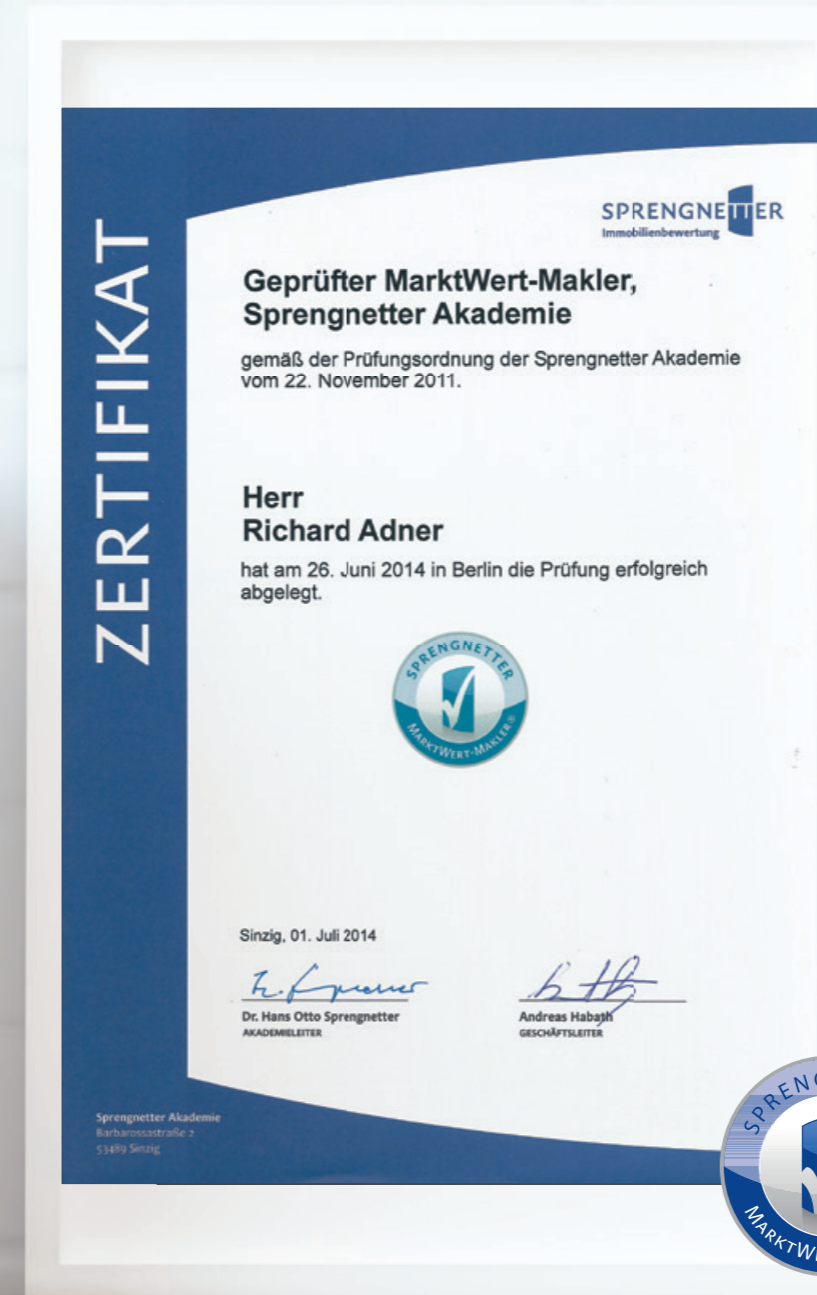 ZERTIFIKAT
SPRENGNETTER
Immobilienbewertung
Geprüfter MarktWert-Makler,
Sprengnetter Akademie
gemäß der Prüfungsordnung der Sprengnetter Akademie
vom 22. November 2011.
Herr
Richard Adner
hat am 26. Juni 2014 in Berlin die Prüfung erfolgreich
abgelegt.
SPRENGNETTER
MARKTWERT-MAKLER®
Sinzig, 01. Juli 2014
Dr. Hans Otto Sprengnetter
AKADEMIELEITER
Andreas Habath
GESCHÄFTSLEITER
Sprengnetter Akademie
Barbarossastraße 2
53489 Sinzig